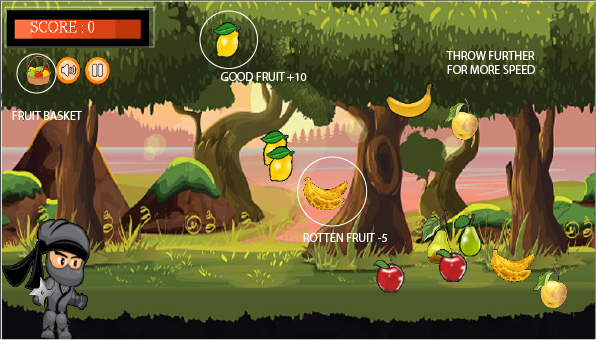 SCORE : 0
GOOD FRUIT +10
THROW FURTHER
FOR MORE SPEED
FRUIT BASKET
ROTTEN FRUIT -5